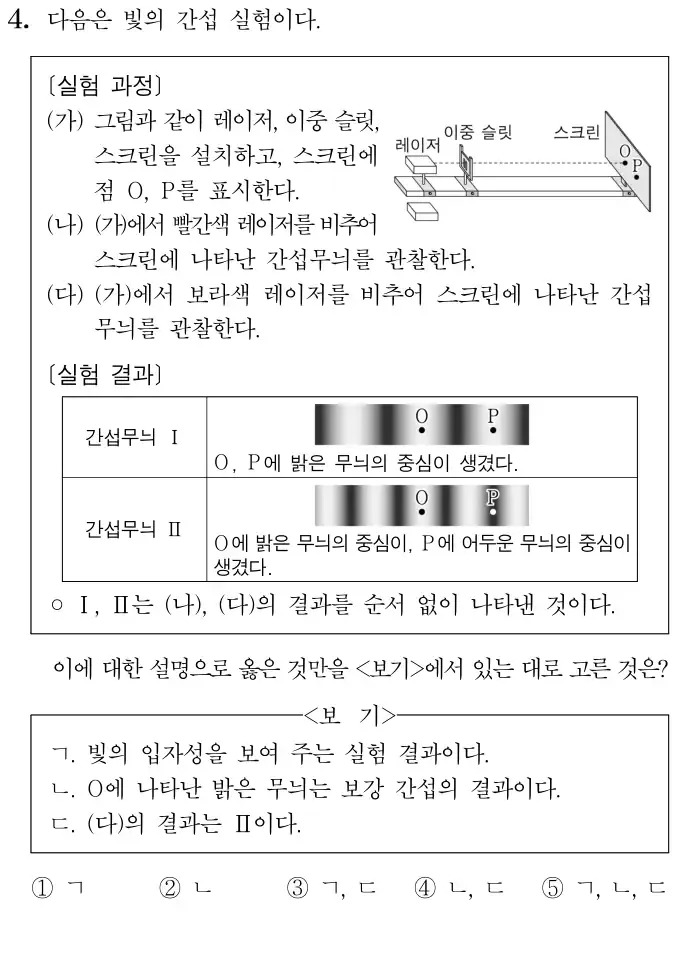 4. 다음은 빛의 간섭 실험이다.
〔실험 과정〕
(가) 그림과 같이 레이저, 이중 슬릿,
스크린을 설치하고, 스크린에
점 O, P를 표시한다.
레이저
이중 슬릿
스크린
O
P
(나) (가)에서 빨간색 레이저를 비추어
스크린에 나타난 간섭무늬를 관찰한다.
(다) (가)에서 보라색 레이저를 비추어 스크린에 나타난 간섭
무늬를 관찰한다.
〔실험 결과〕
간섭무늬 Ⅰ
O P
O, P에 밝은 무늬의 중심이 생겼다.
간섭무늬 Ⅱ
O P
O에 밝은 무늬의 중심이, P에 어두운 무늬의 중심이
생겼다.
○ Ⅰ, Ⅱ는 (나), (다)의 결과를 순서 없이 나타낸 것이다.
이에 대한 설명으로 옳은 것만을 <보기>에서 있는 대로 고른 것은?
<보 기>
ㄱ. 빛의 입자성을 보여 주는 실험 결과이다.
ㄴ. O에 나타난 밝은 무늬는 보강 간섭의 결과이다.
ㄷ. (다)의 결과는 Ⅱ이다.
① ㄱ ② ㄴ ③ ㄱ, ㄷ ④ ㄴ, ㄷ ⑤ ㄱ, ㄴ, ㄷ